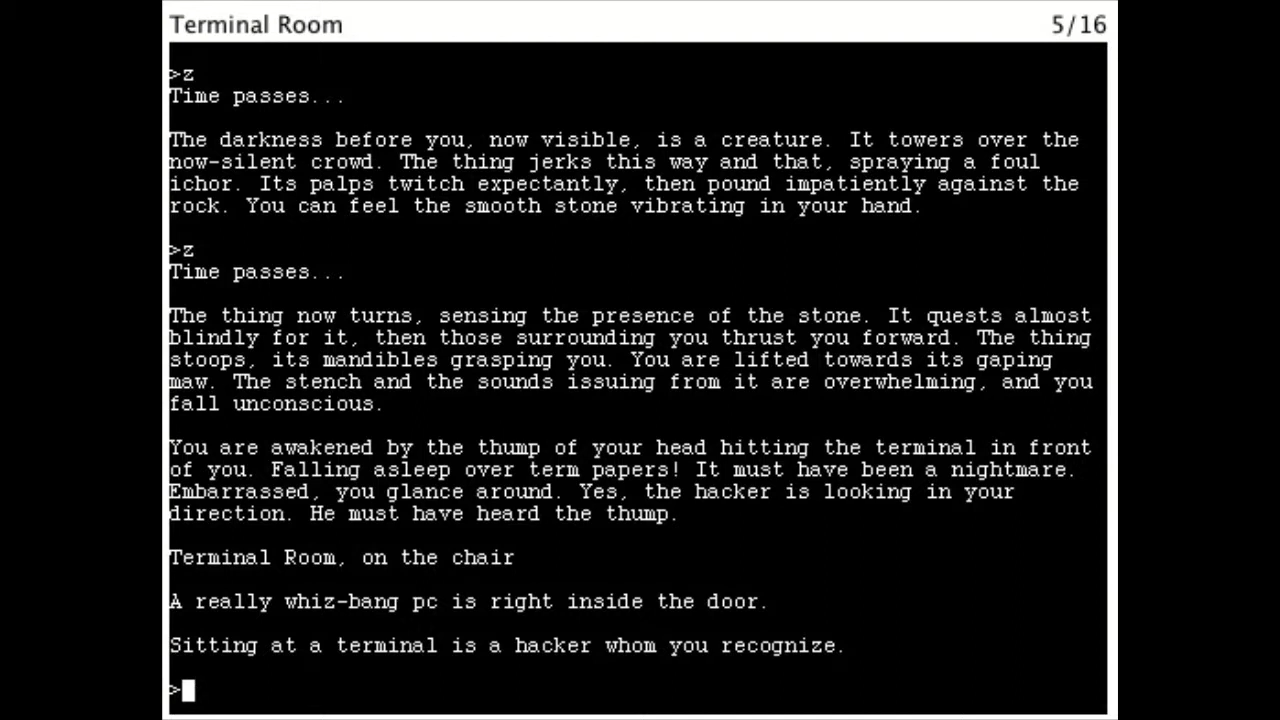 Terminal Room 5/16
>z
Time passes...
The darkness before you, now visible, is a creature. It towers over the
now-silent crowd. The thing jerks this way and that, spraying a foul
ichor. Its palps twitch expectantly, then pound impatiently against the
rock. You can feel the smooth stone vibrating in your hand.
>z
Time passes...
The thing now turns, sensing the presence of the stone. It quests almost
blindly for it, then those surrounding you thrust you forward. The thing
stoops, its mandibles grasping you. You are lifted towards its gaping
maw. The stench and the sounds issuing from it are overwhelming, and you
fall unconscious.
You are awakened by the thump of your head hitting the terminal in front
of you. Falling asleep over term papers! It must have been a nightmare.
Embarrassed, you glance around. Yes, the hacker is looking in your
direction. He must have heard the thump.
Terminal Room, on the chair
A really whiz-bang pc is right inside the door.
Sitting at a terminal is a hacker whom you recognize.
>